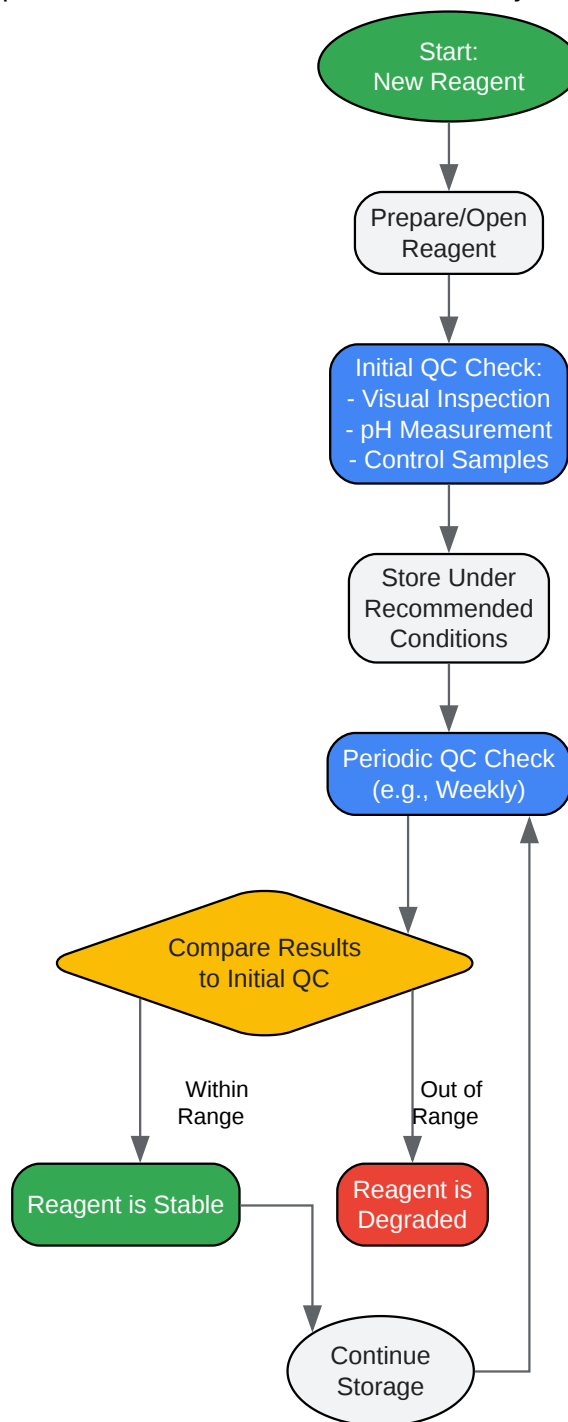 Start:
New Reagent
Prepare/Open
Reagent
Initial QC Check:
- Visual Inspection
- pH Measurement
- Control Samples
Store Under
Recommended
Conditions
Periodic QC Check
(e.g., Weekly)
Compare Results
to Initial QC
Within
Range
Out of
Range
Reagent is Stable
Reagent is
Degraded
Continue
Storage